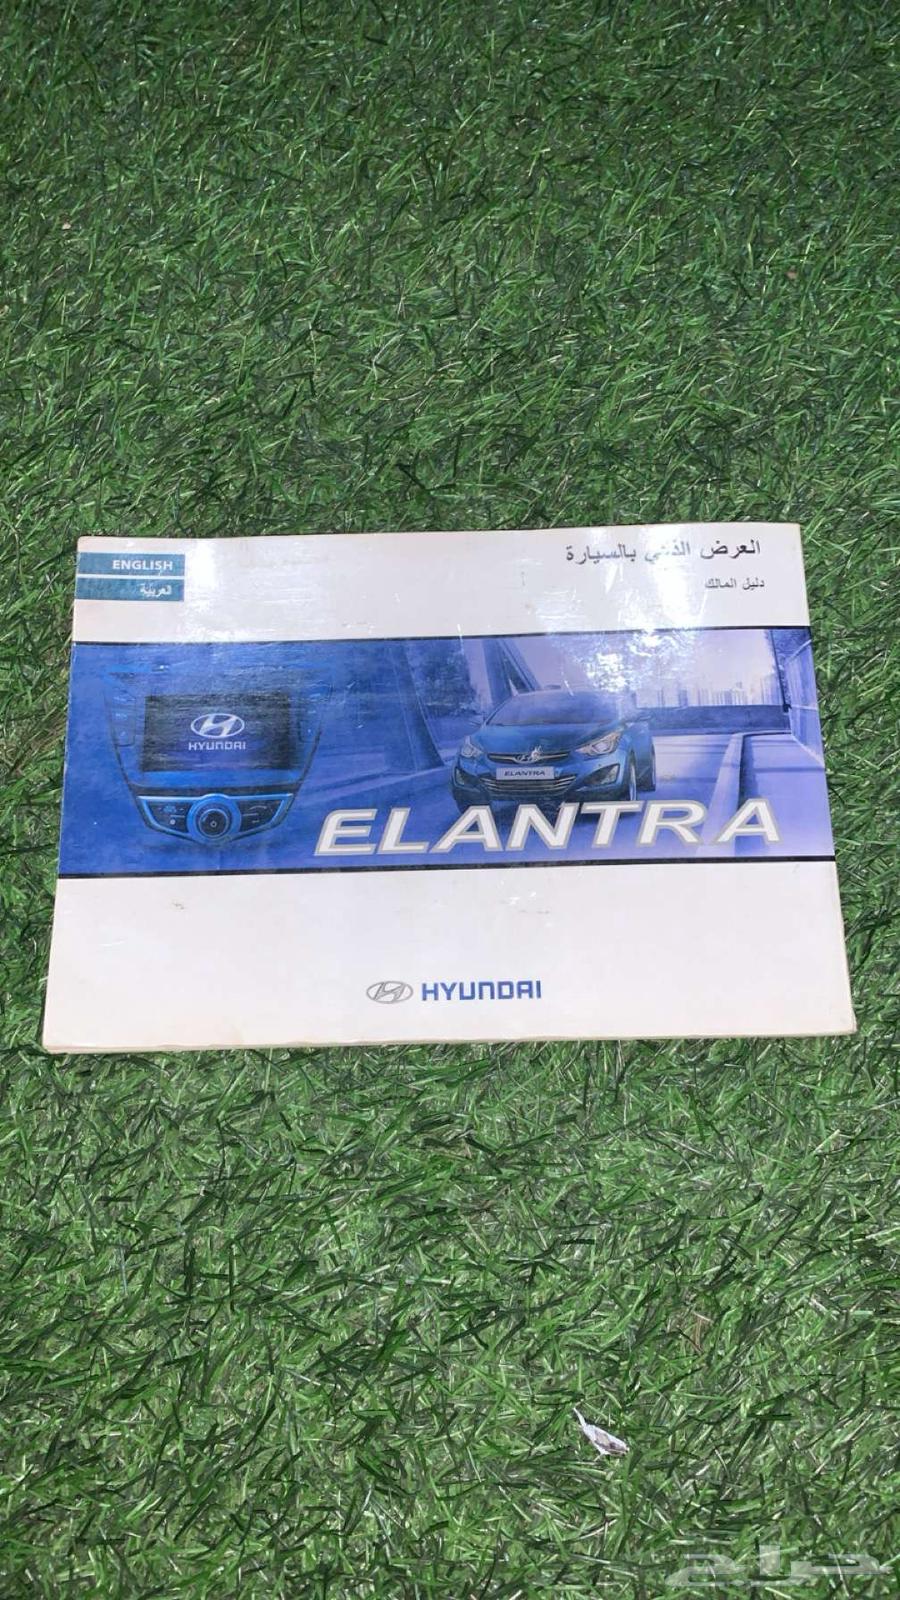 ENGLISH
العربية
العرض الفني بالسيارة
دليل المالك
HYUNDAI
ELANTRA
ELANTRA
HYUNDAI
حراج